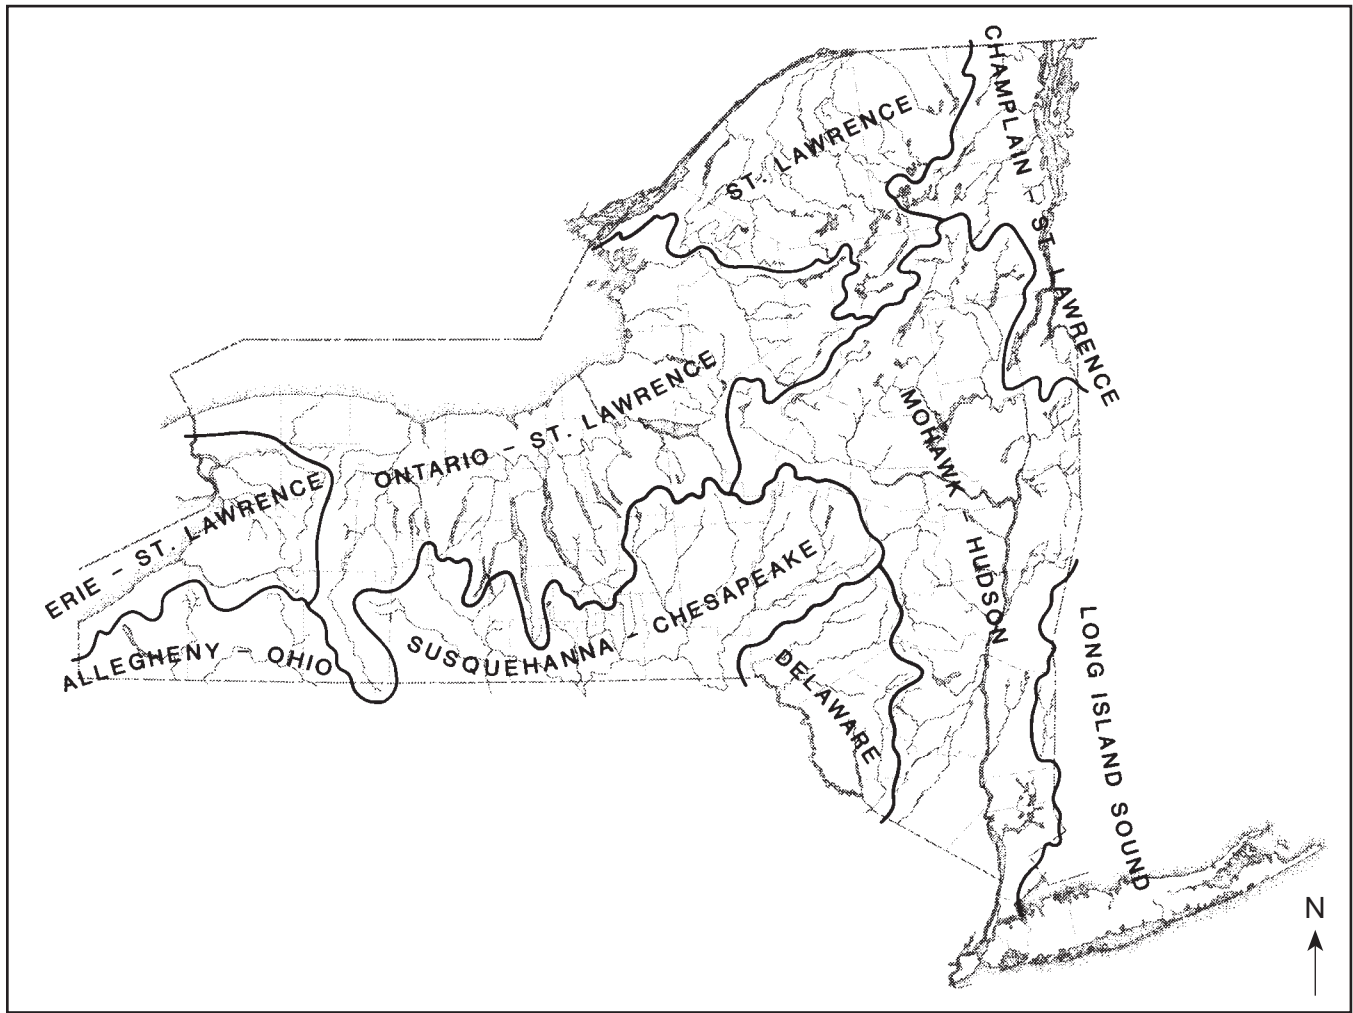 CHAMPLAIN - ST. LAWRENCE
ST. LAWRENCE
ONTARIO - ST. LAWRENCE
MOHAWK - HUDSON
ERIE - ST. LAWRENCE
ALLEGHENY - OHIO
SUSQUEHANNA - CHESAPEAKE
DELAWARE
LONG ISLAND SOUND
N